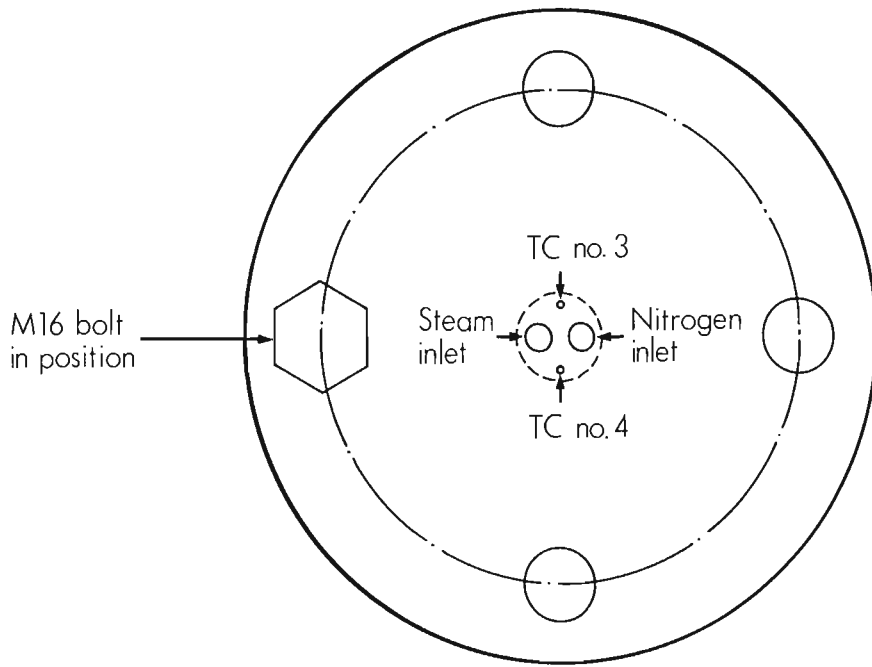 TC no. 3
M16 bolt
in position
Steam
inlet
Nitrogen
inlet
TC no. 4